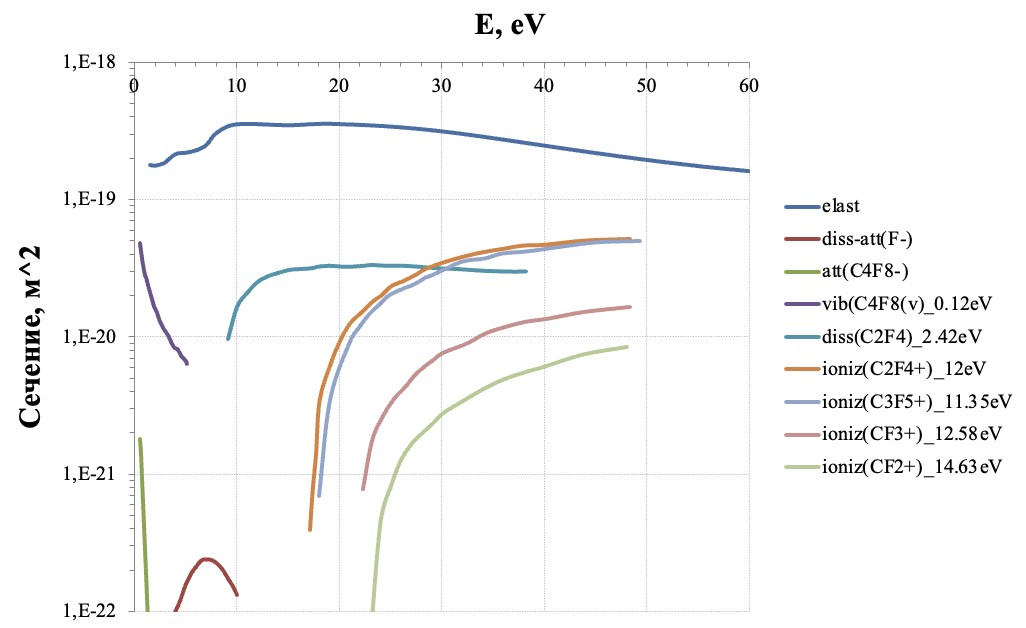 E, eV
1,E-18
0 10 20 30 40 50 60
1,E-19
1,E-20
1,E-21
1,E-22
Сечение, м^2
elast
diss-att(F-)
att(C4F8-)
vib(C4F8(v)_0.12eV
diss(C2F4)_2.42eV
ioniz(C2F4+)_12eV
ioniz(C3F5+)_11.35eV
ioniz(CF3+)_12.58eV
ioniz(CF2+)_14.63eV